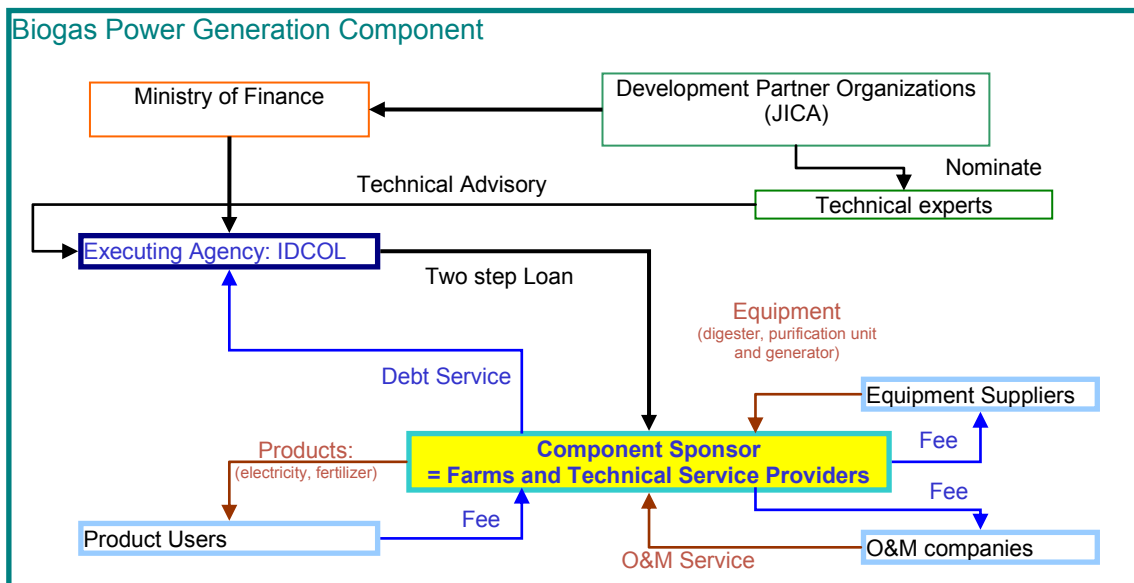 Biogas Power Generation Component
Ministry of Finance
Development Partner Organizations
(JICA)
Nominate
Technical Advisory
Technical experts
Executing Agency: IDCOL
Two step Loan
Equipment
(digester, purification unit
and generator)
Debt Service
Equipment Suppliers
Component Sponsor
= Farms and Technical Service Providers
Fee
Products:
(electricity, fertilizer)
Fee
Fee
Product Users
O&M Service
O&M companies